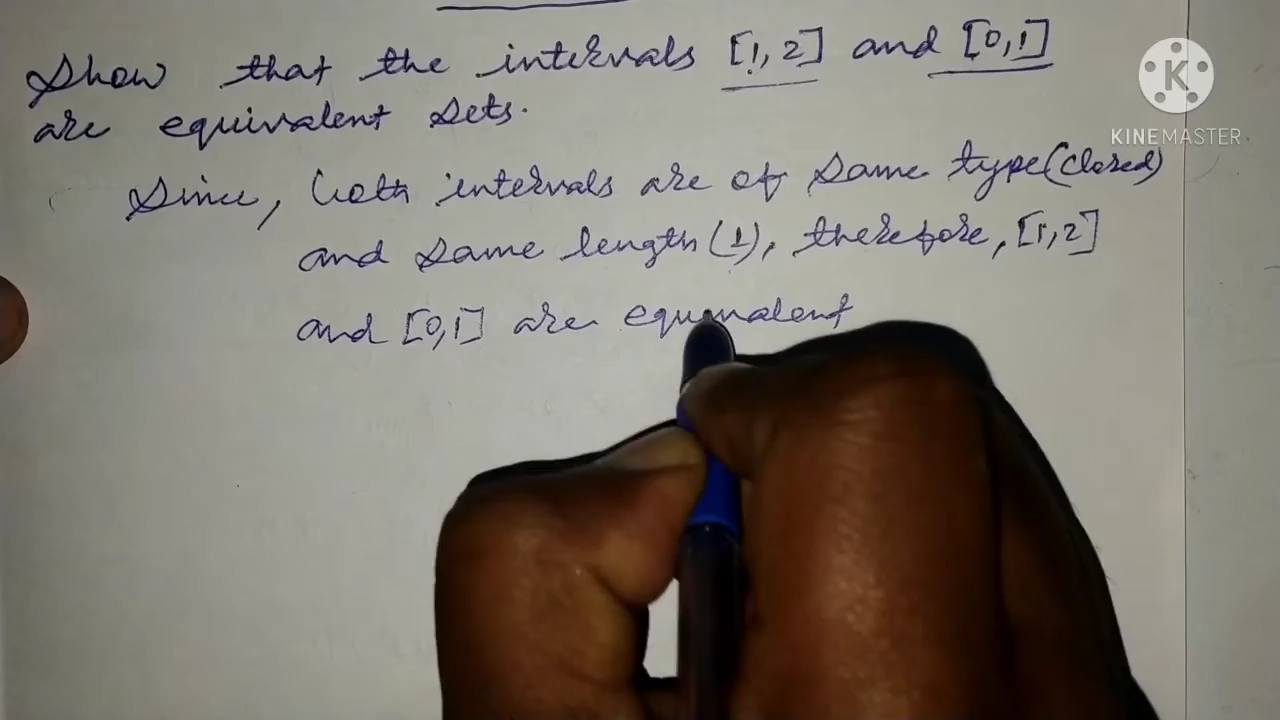 Show that the intervals [1,2] and [0,1]
are equivalent sets.
Since, both intervals are of same type (closed)
and same length (1), therefore, [1,2]
and [0,1] are equivalent
KINEMASTER